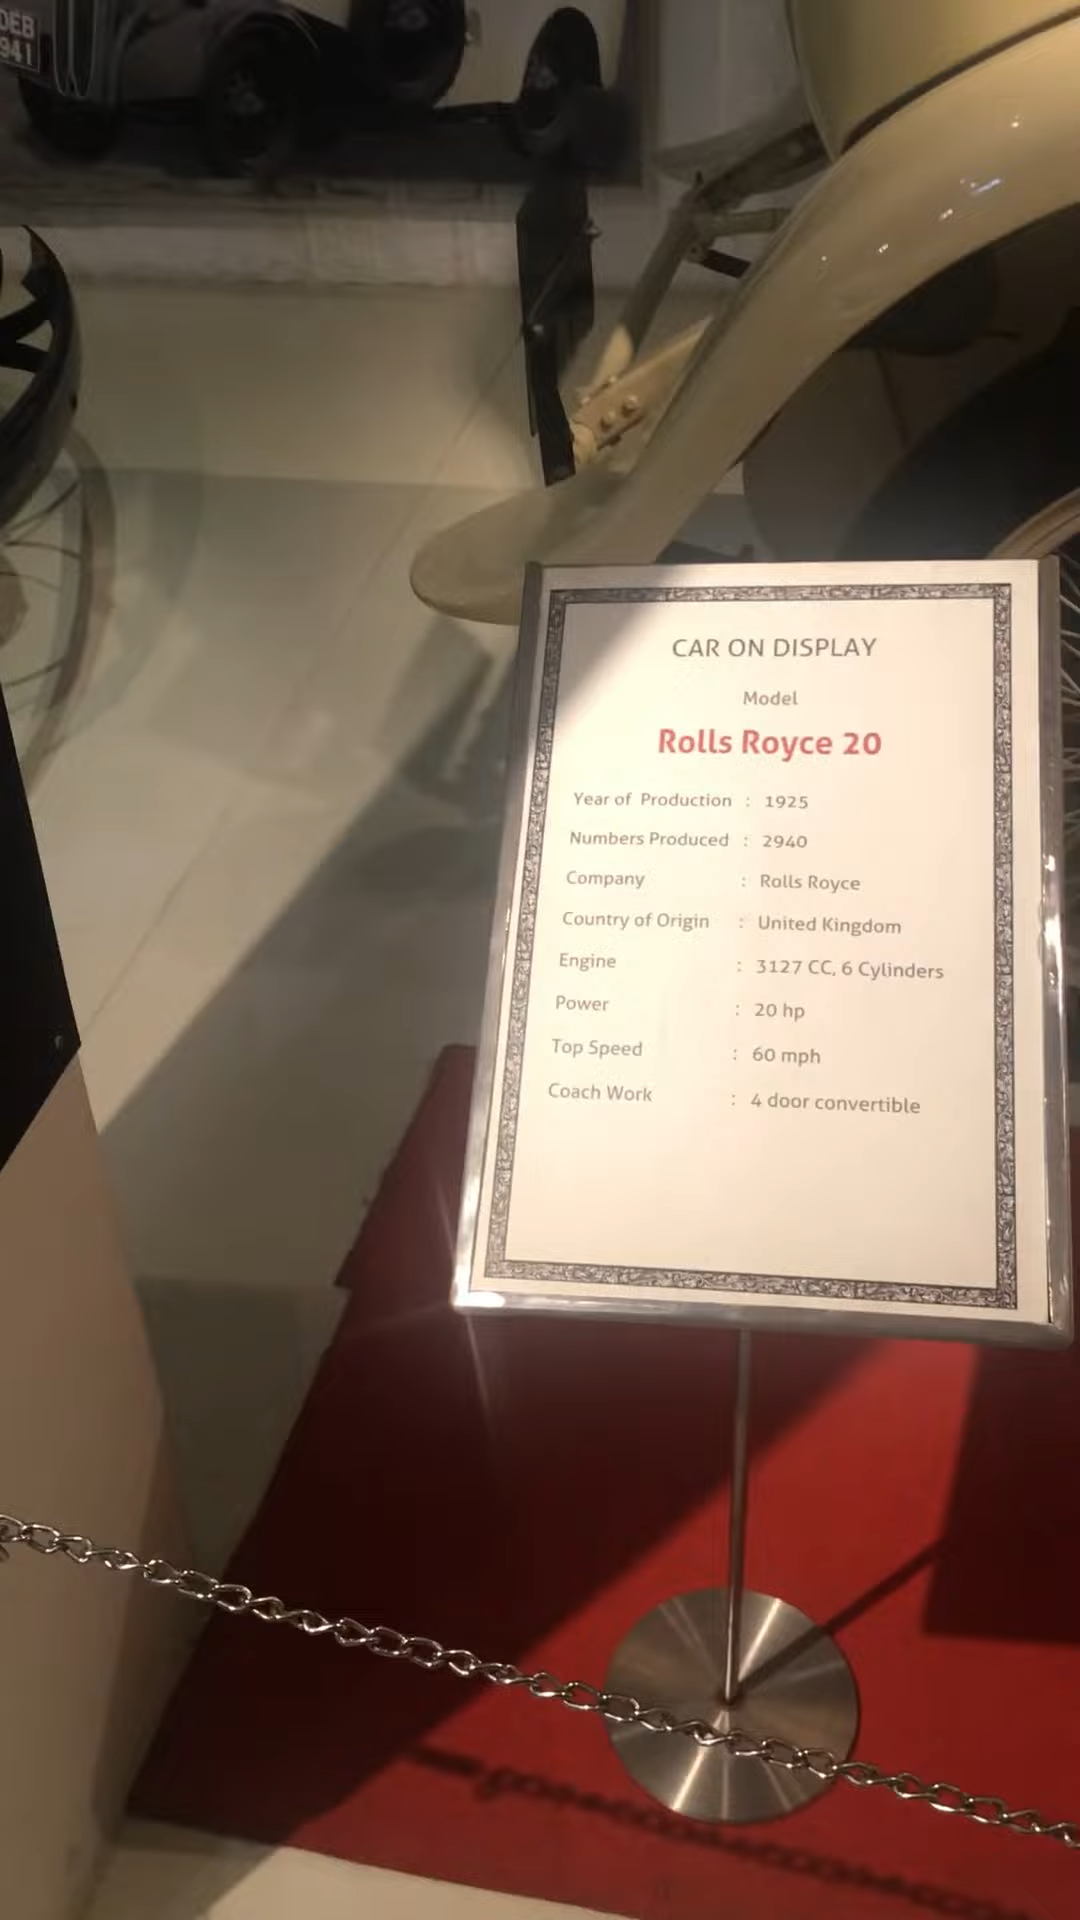 DEB
941
CAR ON DISPLAY
Model
Rolls Royce 20
Year of Production : 1925
Numbers Produced : 2940
Company : Rolls Royce
Country of Origin : United Kingdom
Engine : 3127 CC, 6 Cylinders
Power : 20 hp
Top Speed : 60 mph
Coach Work : 4 door convertible